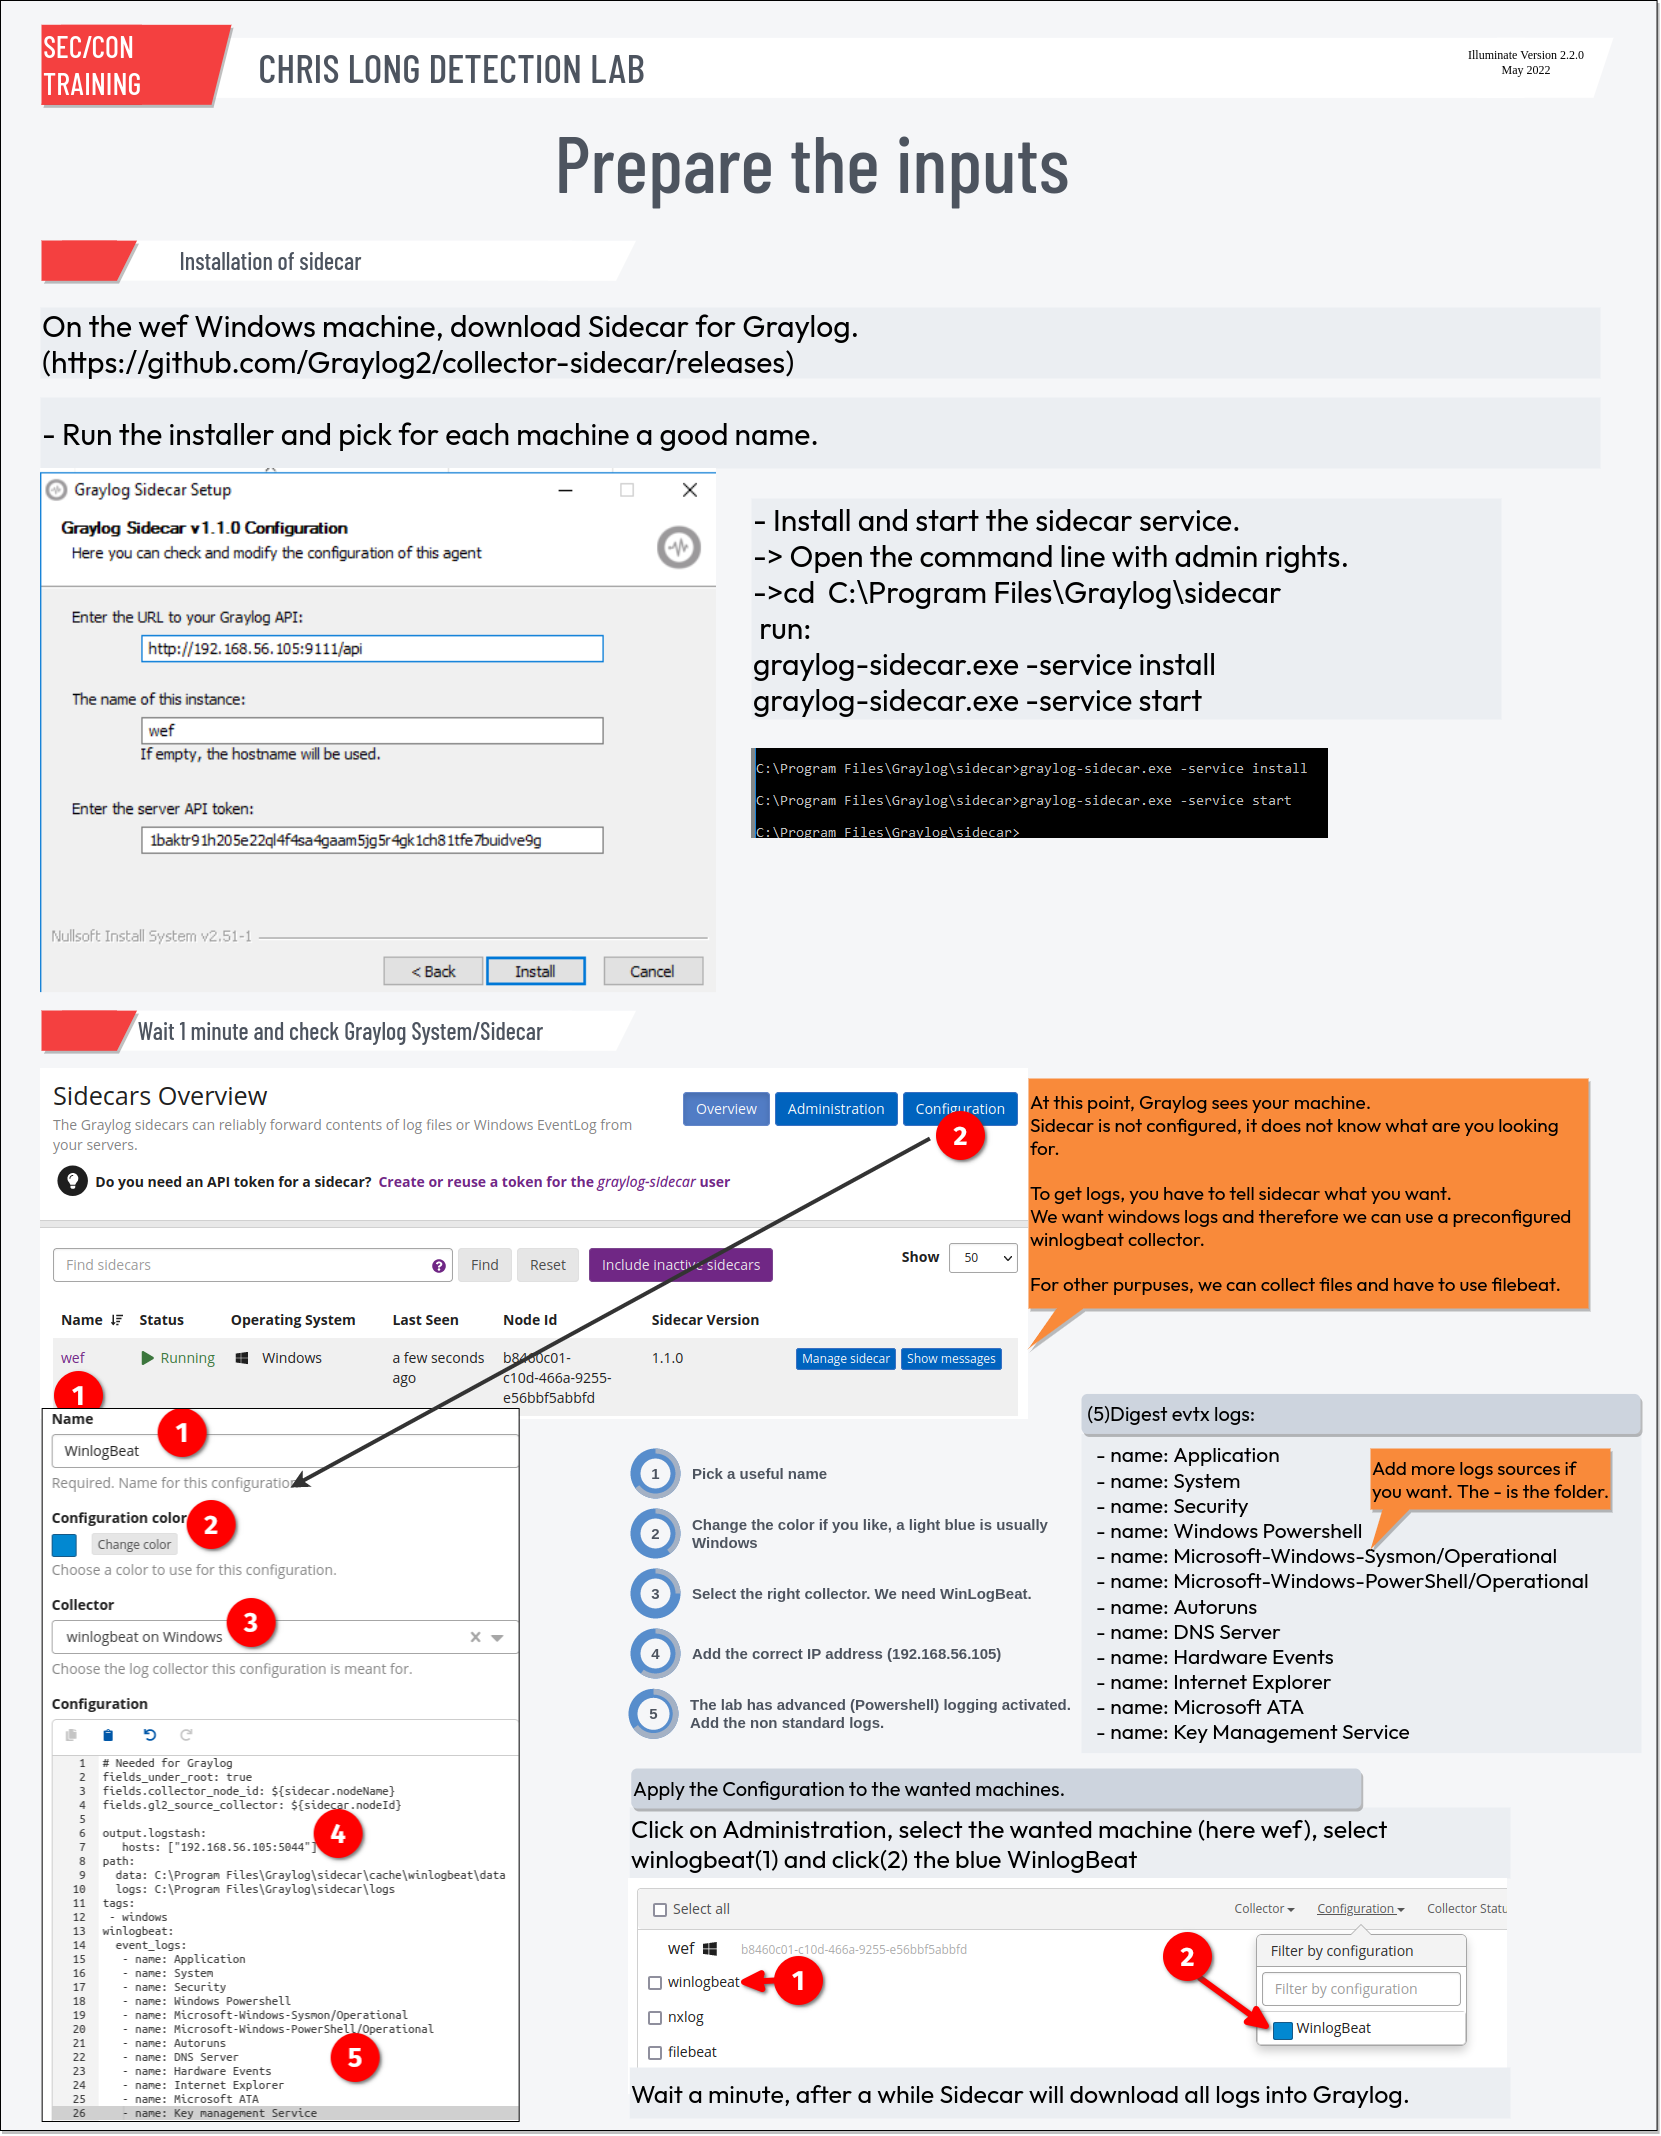 SEC/CON
TRAINING
CHRIS LONG DETECTION LAB
Illuminate Version 2.2.0
May 2022
Prepare the inputs
Installation of sidecar
On the wef Windows machine, download Sidecar for Graylog.
(https://github.com/Graylog2/collector-sidecar/releases)
- Run the installer and pick for each machine a good name.
Graylog Sidecar Setup
Graylog Sidecar v1.1.0 Configuration
Here you can check and modify the configuration of this agent
Enter the URL to your Graylog API:
http://192.168.56.105:9111/api
The name of this instance:
wef
If empty, the hostname will be used.
Enter the server API token:
1baktr91h205e22ql4f4sa4gaam5jg5r4gk1ch81tfe7buidve9g
Nullsoft Install System v2.51-1
< Back
Install
Cancel
- Install and start the sidecar service.
-> Open the command line with admin rights.
->cd  C:\Program Files\Graylog\sidecar
run:
graylog-sidecar.exe -service install
graylog-sidecar.exe -service start
C:\Program Files\Graylog\sidecar>graylog-sidecar.exe -service install
C:\Program Files\Graylog\sidecar>graylog-sidecar.exe -service start
C:\Program Files\Graylog\sidecar>
Wait 1 minute and check Graylog System/Sidecar
Sidecars Overview
The Graylog sidecars can reliably forward contents of log files or Windows EventLog from
your servers.
Overview
Administration
Configuration
2
Do you need an API token for a sidecar? Create or reuse a token for the graylog-sidecar user
Find sidecars
?
Find
Reset
Include inactive sidecars
Show
50
Name Status Operating System Last Seen Node Id Sidecar Version
wef Running Windows a few seconds b8460c01- 1.1.0 Manage sidecar Show messages
ago c10d-466a-9255-
e56bbf5abbfd
1
At this point, Graylog sees your machine.
Sidecar is not configured, it does not know what are you looking
for.
To get logs, you have to tell sidecar what you want.
We want windows logs and therefore we can use a preconfigured
winlogbeat collector.
For other purpuses, we can collect files and have to use filebeat.
Name
1
WinlogBeat
Required. Name for this configuration
Configuration color
2
Change color
Choose a color to use for this configuration.
Collector
3
winlogbeat on Windows
Choose the log collector this configuration is meant for.
Configuration
1 # Needed for Graylog
2 fields_under_root: true
3 fields.collector_node_id: ${sidecar.nodeName}
4 fields.gl2_source_collector: ${sidecar.nodeId}
5
6 output.logstash:
7 hosts: ["192.168.56.105:5044"]
4
8 path:
9 data: C:\Program Files\Graylog\sidecar\cache\winlogbeat\data
10 logs: C:\Program Files\Graylog\sidecar\logs
11 tags:
12 - windows
13 winlogbeat:
14 event_logs:
15 - name: Application
16 - name: System
17 - name: Security
18 - name: Windows Powershell
19 - name: Microsoft-Windows-Sysmon/Operational
20 - name: Microsoft-Windows-PowerShell/Operational
21 - name: Autoruns
22 - name: DNS Server
5
23 - name: Hardware Events
24 - name: Internet Explorer
25 - name: Microsoft ATA
26 - name: Key management Service
1 Pick a useful name
2 Change the color if you like, a light blue is usually
Windows
3 Select the right collector. We need WinLogBeat.
4 Add the correct IP address (192.168.56.105)
5 The lab has advanced (Powershell) logging activated.
Add the non standard logs.
(5)Digest evtx logs:
- name: Application
- name: System
- name: Security
- name: Windows Powershell
- name: Microsoft-Windows-Sysmon/Operational
- name: Microsoft-Windows-PowerShell/Operational
- name: Autoruns
- name: DNS Server
- name: Hardware Events
- name: Internet Explorer
- name: Microsoft ATA
- name: Key Management Service
Add more logs sources if
you want. The - is the folder.
Apply the Configuration to the wanted machines.
Click on Administration, select the wanted machine (here wef), select
winlogbeat(1) and click(2) the blue WinlogBeat
Select all
Collector
Configuration
Collector Statu
wef b8460c01-c10d-466a-9255-e56bbf5abbfd
winlogbeat
1
nxlog
filebeat
2
Filter by configuration
Filter by configuration
WinlogBeat
Wait a minute, after a while Sidecar will download all logs into Graylog.